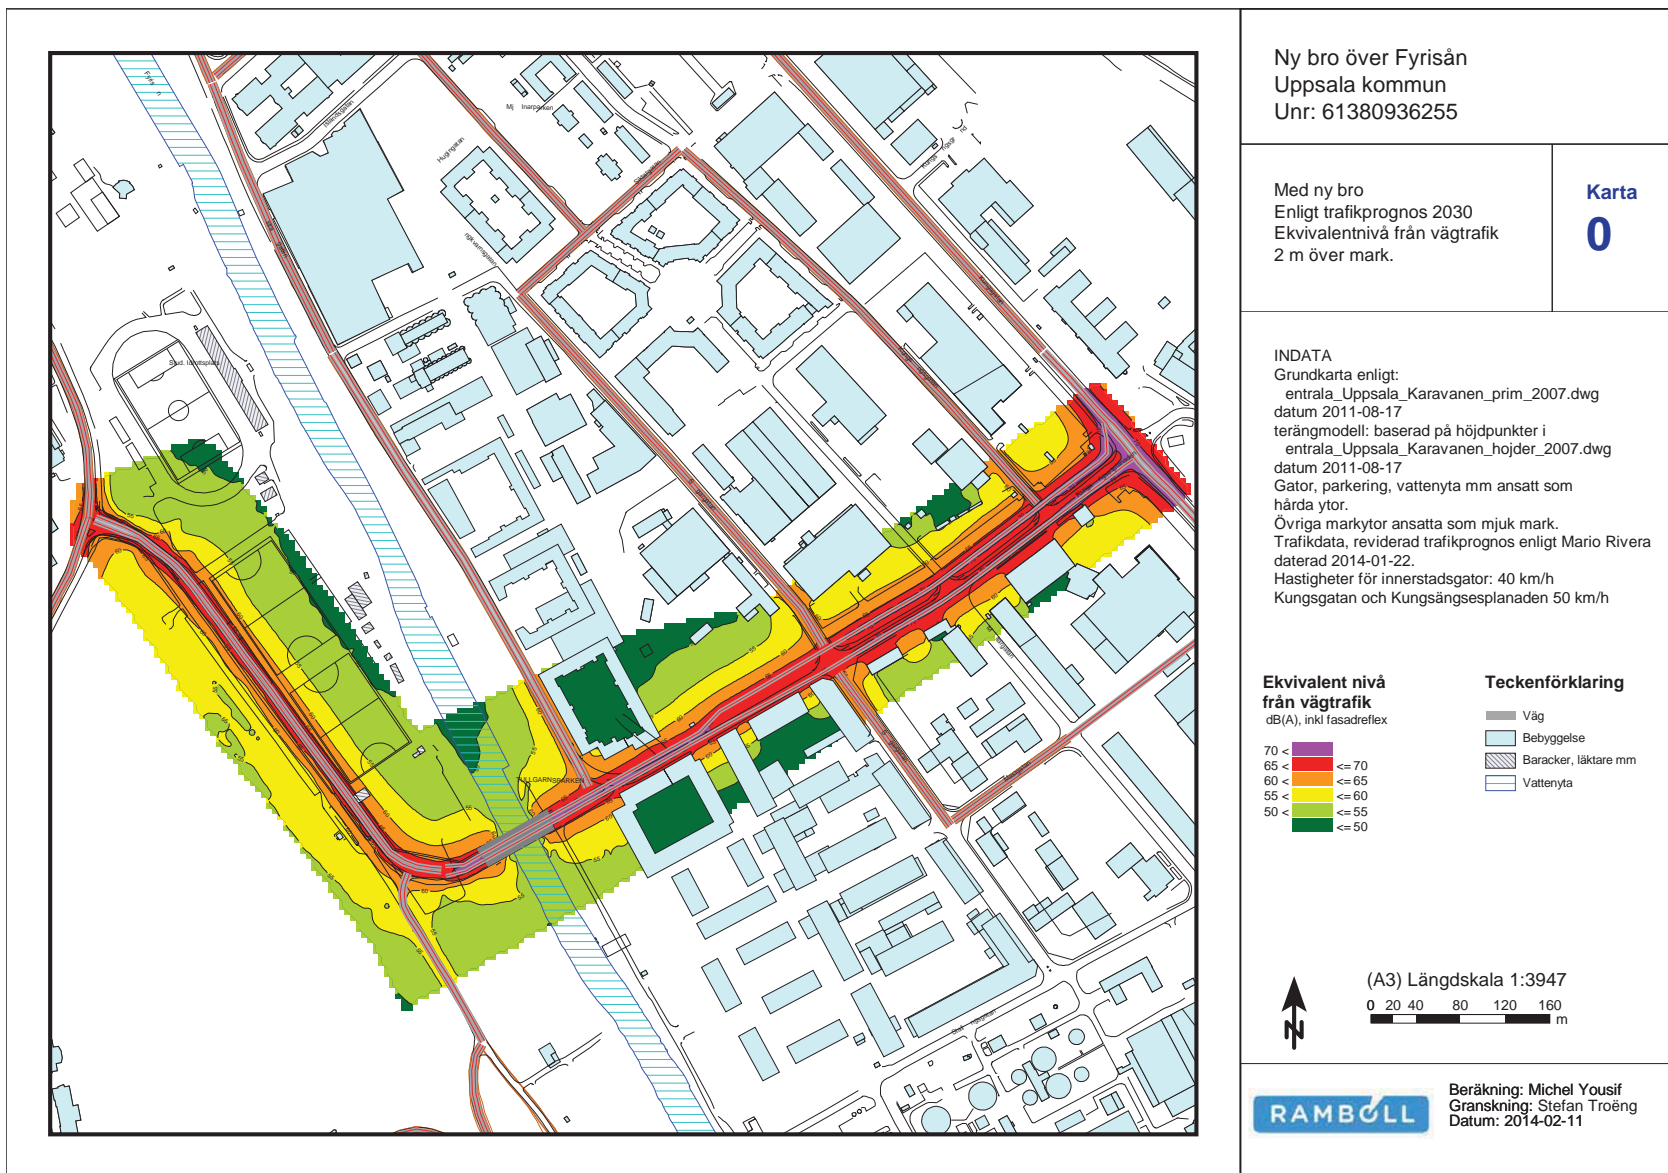 Ny bro över Fyrisån
Uppsala kommun
Unr: 61380936255
Med ny bro
Enligt trafikprognos 2030
Ekvivalentnivå från vägtrafik
2 m över mark.
Karta
0
INDATA
Grundkarta enligt:
entrala_Uppsala_Karavanen_prim_2007.dwg
datum 2011-08-17
terängmodell: baserad på höjdpunkter i
entrala_Uppsala_Karavanen_hojder_2007.dwg
datum 2011-08-17
Gator, parkering, vattenyta mm ansatt som
hårda ytor.
Övriga markytor ansatta som mjuk mark.
Trafikdata, reviderad trafikprognos enligt Mario Rivera
daterad 2014-01-22.
Hastigheter för innerstadsgator: 40 km/h
Kungsgatan och Kungsängsesplanaden 50 km/h
Ekvivalent nivå
från vägtrafik
dB(A), inkl fasadreflex
70 <
65 < <= 70
60 < <= 65
55 < <= 60
50 < <= 55
<= 50
Teckenförklaring
Väg
Bebyggelse
Baracker, läktare mm
Vattenyta
(A3) Längdskala 1:3947
0 20 40 80 120 160
m
N
RAMBOLL
Beräkning: Michel Yousif
Granskning: Stefan Troëng
Datum: 2014-02-11
Stud. Idrottsplats
Mj lnarparken
TULLGARNSPARKEN